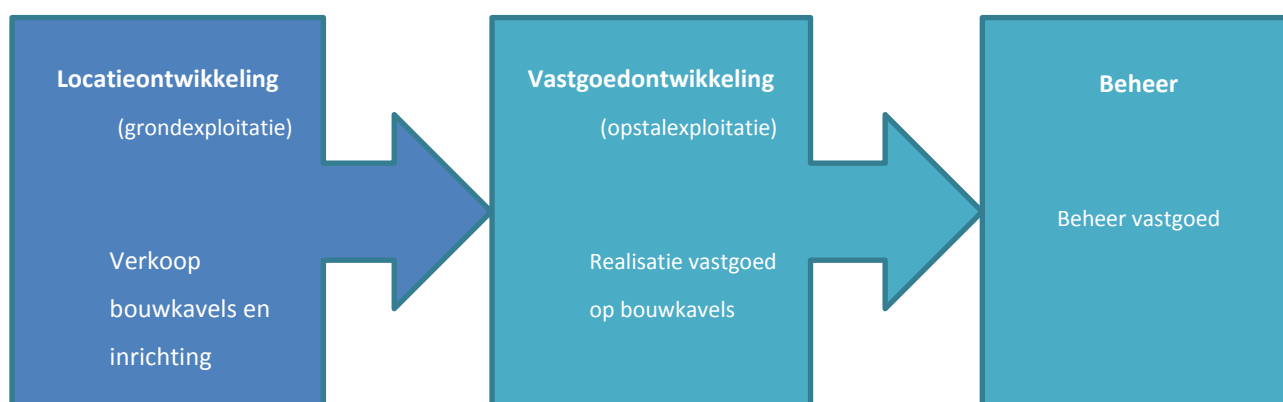 Locatieontwikkeling
(grondexploitatie)
Verkoop
bouwkavels en
inrichting
Vastgoedontwikkeling
(opstalexploitatie)
Realisatie vastgoed
op bouwkavels
Beheer
Beheer vastgoed